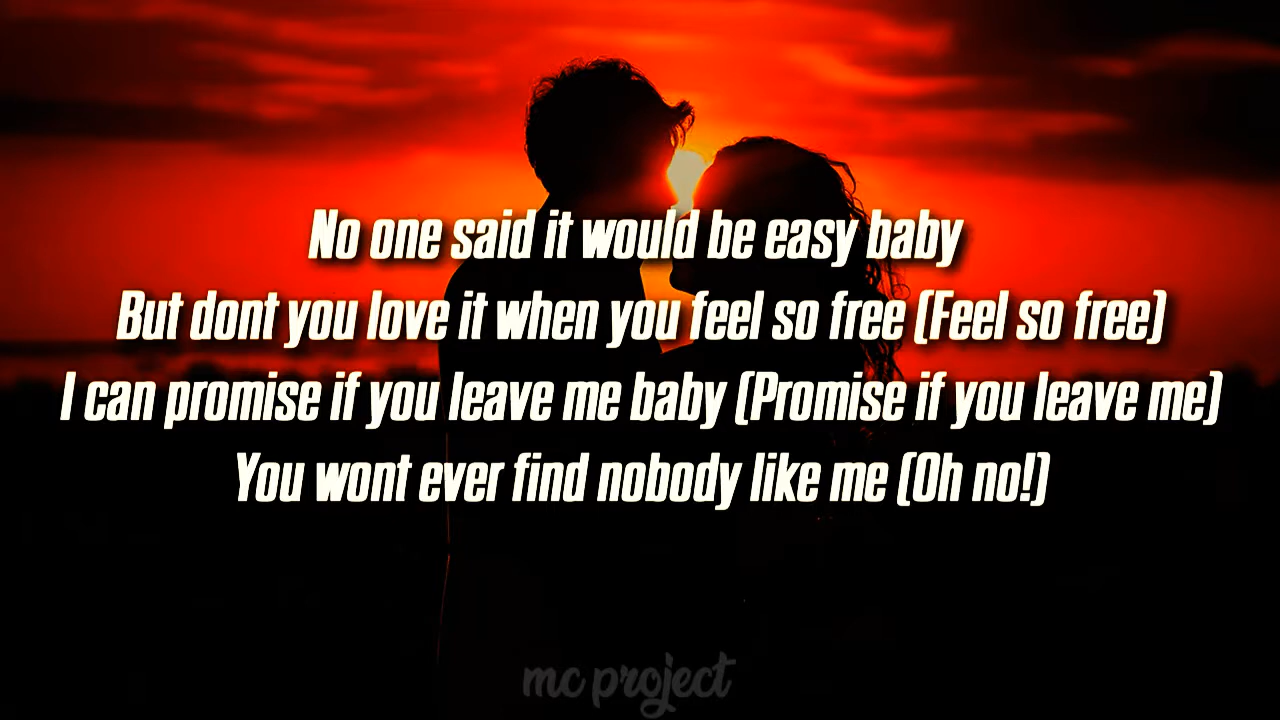 No one said it would be easy baby
But dont you love it when you feel so free (Feel so free)
I can promise if you leave me baby (Promise if you leave me)
You wont ever find nobody like me (Oh no!)
mc project